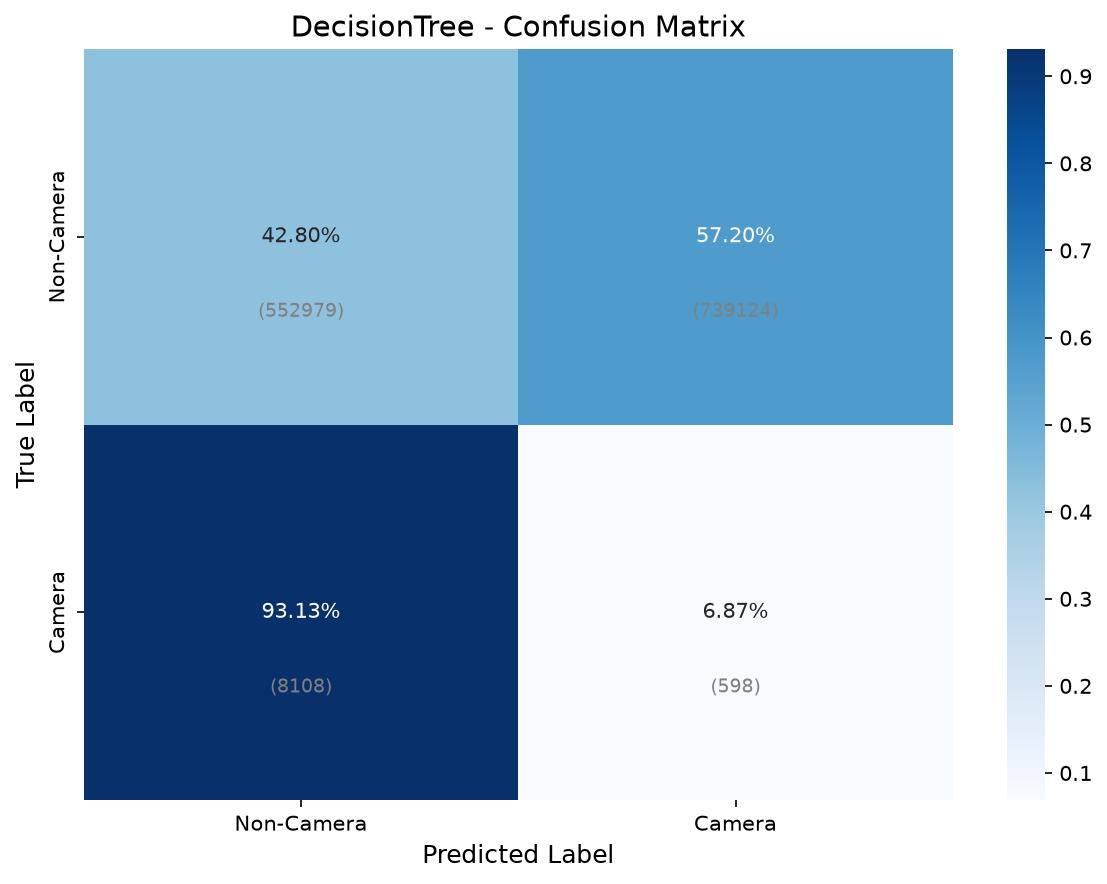 DecisionTree - Confusion Matrix
Non-Camera
42.80%
57.20%
(552979)
(739124)
Camera
93.13%
6.87%
(8108)
(598)
True Label
Non-Camera
Camera
Predicted Label
0.9
0.8
0.7
0.6
0.5
0.4
0.3
0.2
0.1